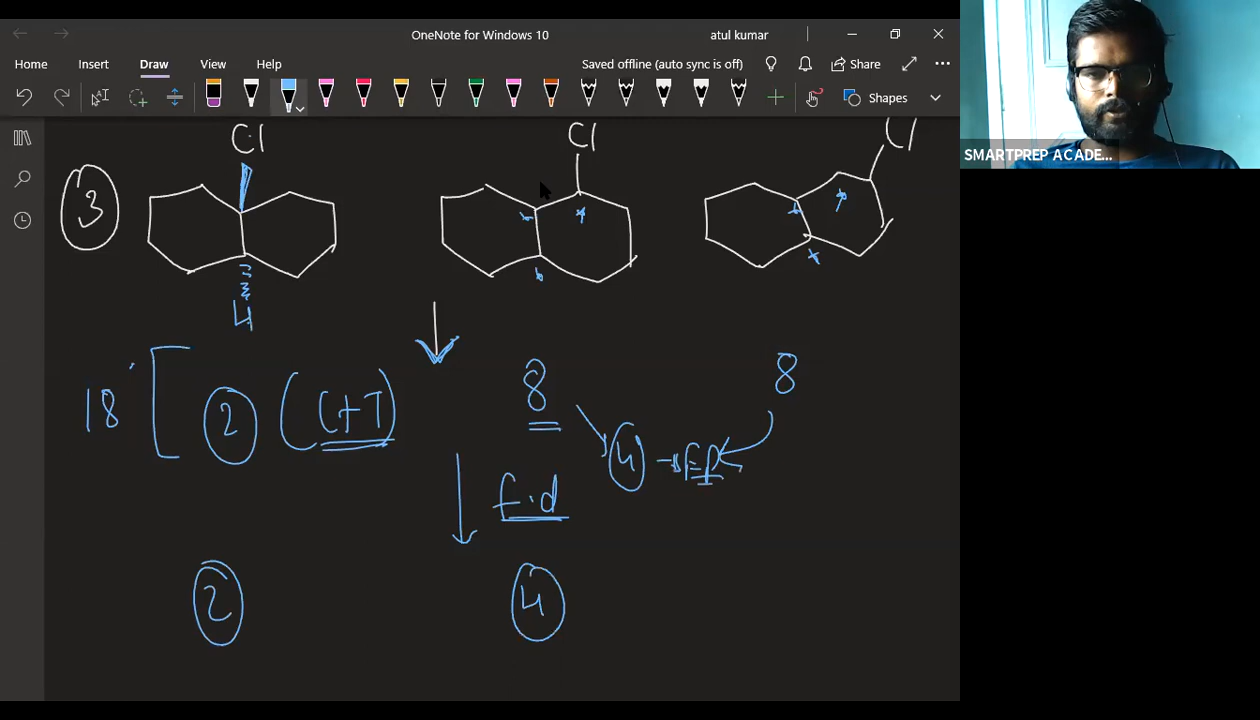 OneNote for Windows 10
atul kumar
Home Insert Draw View Help
Saved offline (auto sync is off)
Share
Shapes
SMARTPREP ACADE...
Cl Cl Cl
3
H
18 [ 2 (C+T) 8 8
4
f.d
2 4